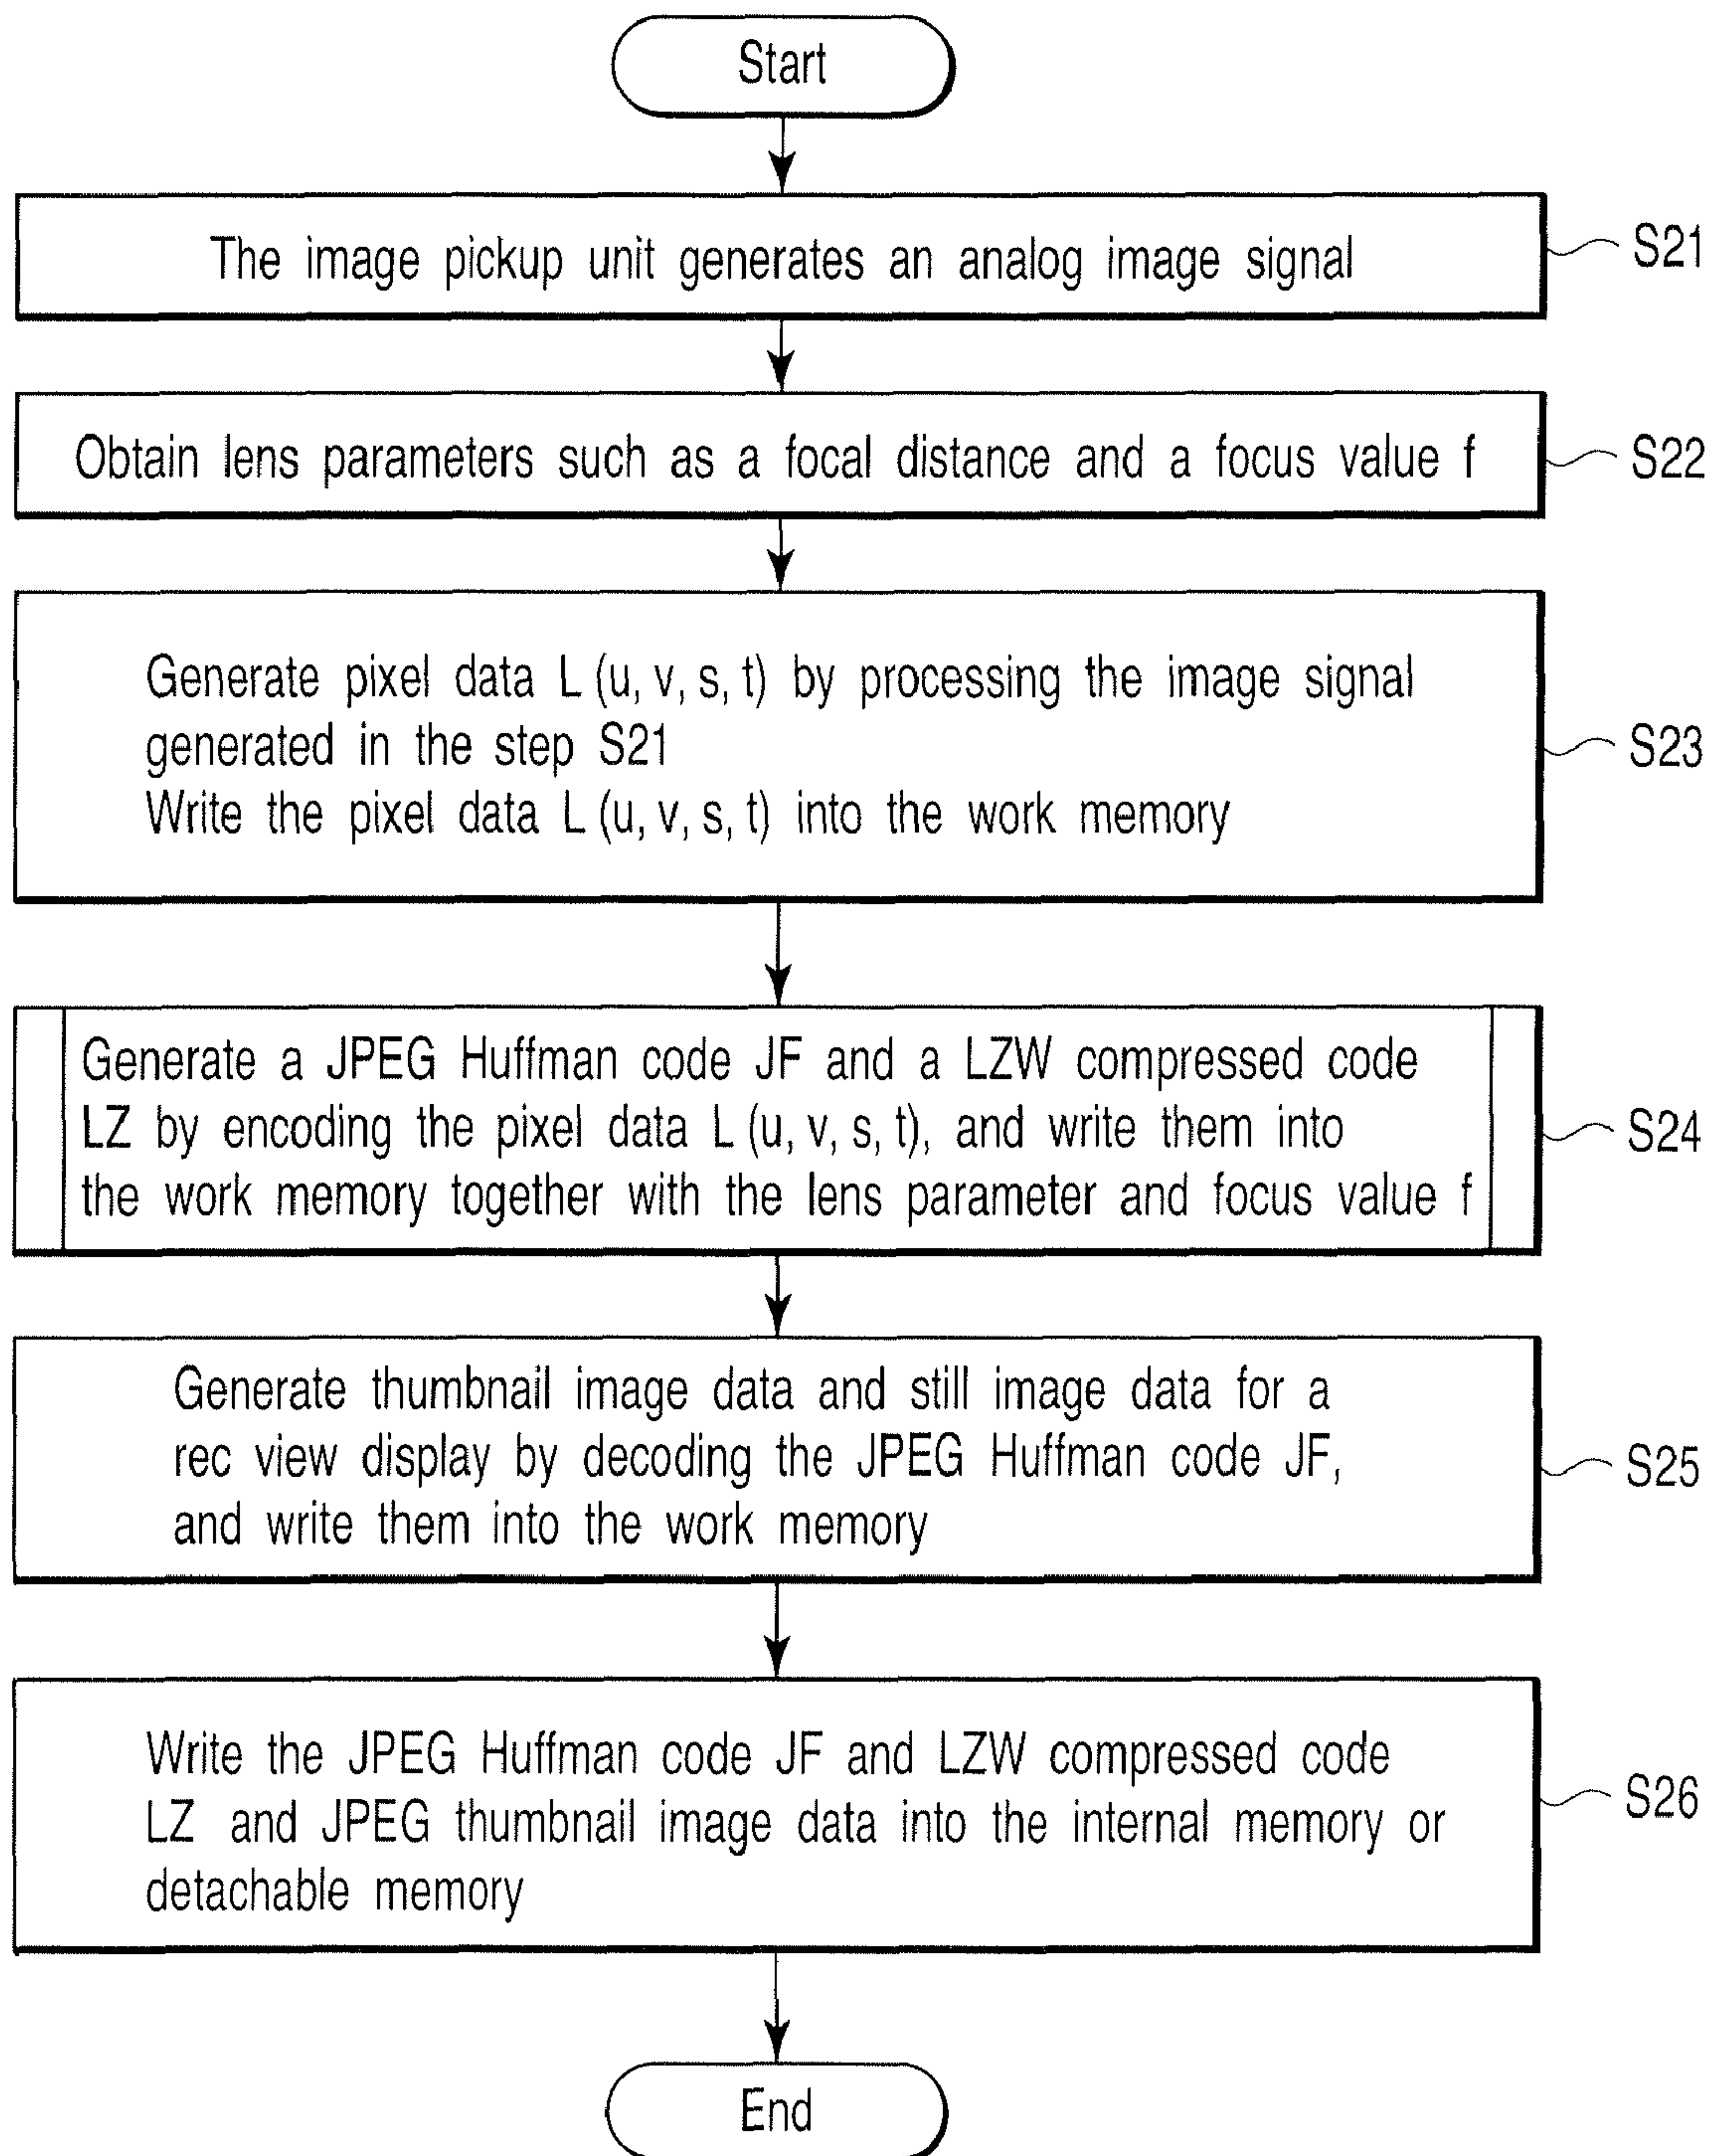 Start
The image pickup unit generates an analog image signal
S21
Obtain lens parameters such as a focal distance and a focus value f
S22
Generate pixel data L (u, v, s, t) by processing the image signal
generated in the step S21
Write the pixel data L (u, v, s, t) into the work memory
S23
Generate a JPEG Huffman code JF and a LZW compressed code
LZ by encoding the pixel data L (u, v, s, t), and write them into
the work memory together with the lens parameter and focus value f
S24
Generate thumbnail image data and still image data for a
rec view display by decoding the JPEG Huffman code JF,
and write them into the work memory
S25
Write the JPEG Huffman code JF and LZW compressed code
LZ and JPEG thumbnail image data into the internal memory or
detachable memory
S26
End